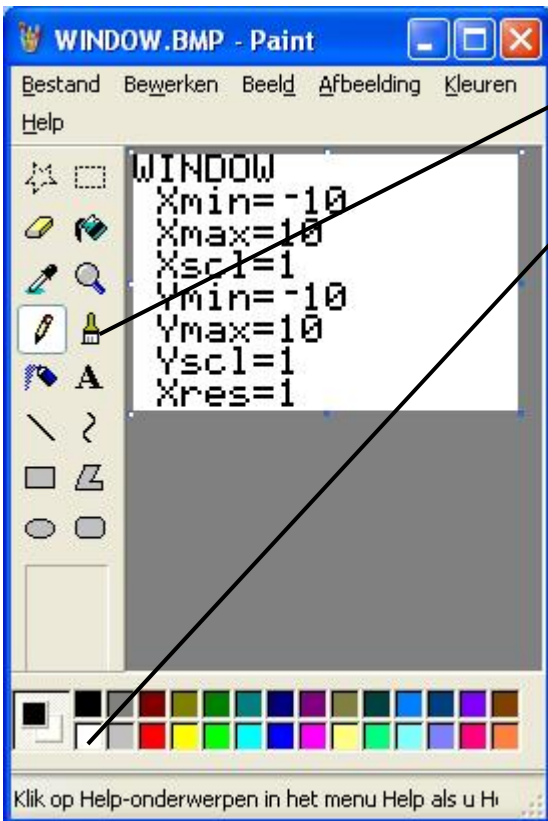 WINDOW.BMP - Paint
Bestand Bewerken Beeld Afbeelding Kleuren
Help
WINDOW
Xmin=-10
Xmax=10
Xscl=1
Ymin=-10
Ymax=10
Yscl=1
Xres=1
A
Klik op Help-onderwerpen in het menu Help als u